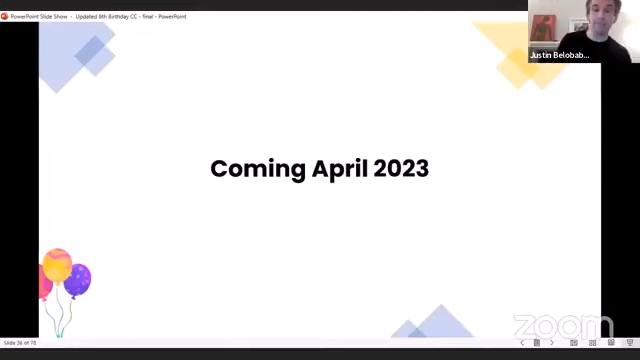 PowerPoint Slide Show - Updated 8th Birthday CC - final - PowerPoint
Justin Belobab...
Coming April 2023
Slide 36 of 78
zoom